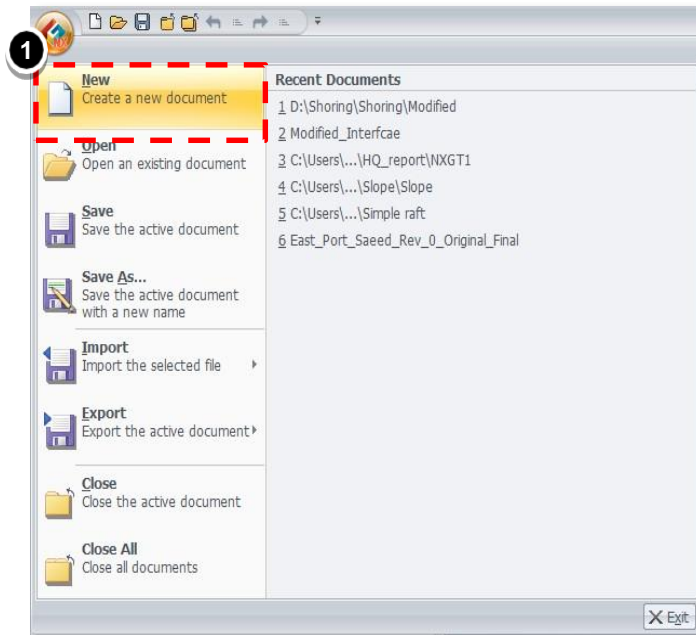 NX
1
New
Create a new document
Open
Open an existing document
Save
Save the active document
Save As...
Save the active document
with a new name
Import
Import the selected file
Export
Export the active document
Close
Close the active document
Close All
Close all documents
Recent Documents
1 D:\Shoring\Shoring\Modified
2 Modified_Interfcae
3 C:\Users\...\HQ_report\NXGT1
4 C:\Users\...\Slope\Slope
5 C:\Users\...\Simple raft
6 East_Port_Saeed_Rev_0_Original_Final
Exit